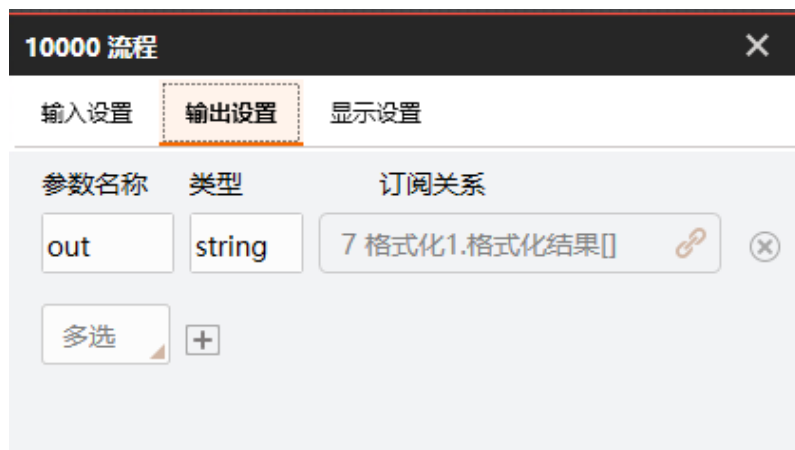 10000 流程
输入设置 输出设置 显示设置
参数名称 类型 订阅关系
out string 7 格式化1.格式化结果[]
多选